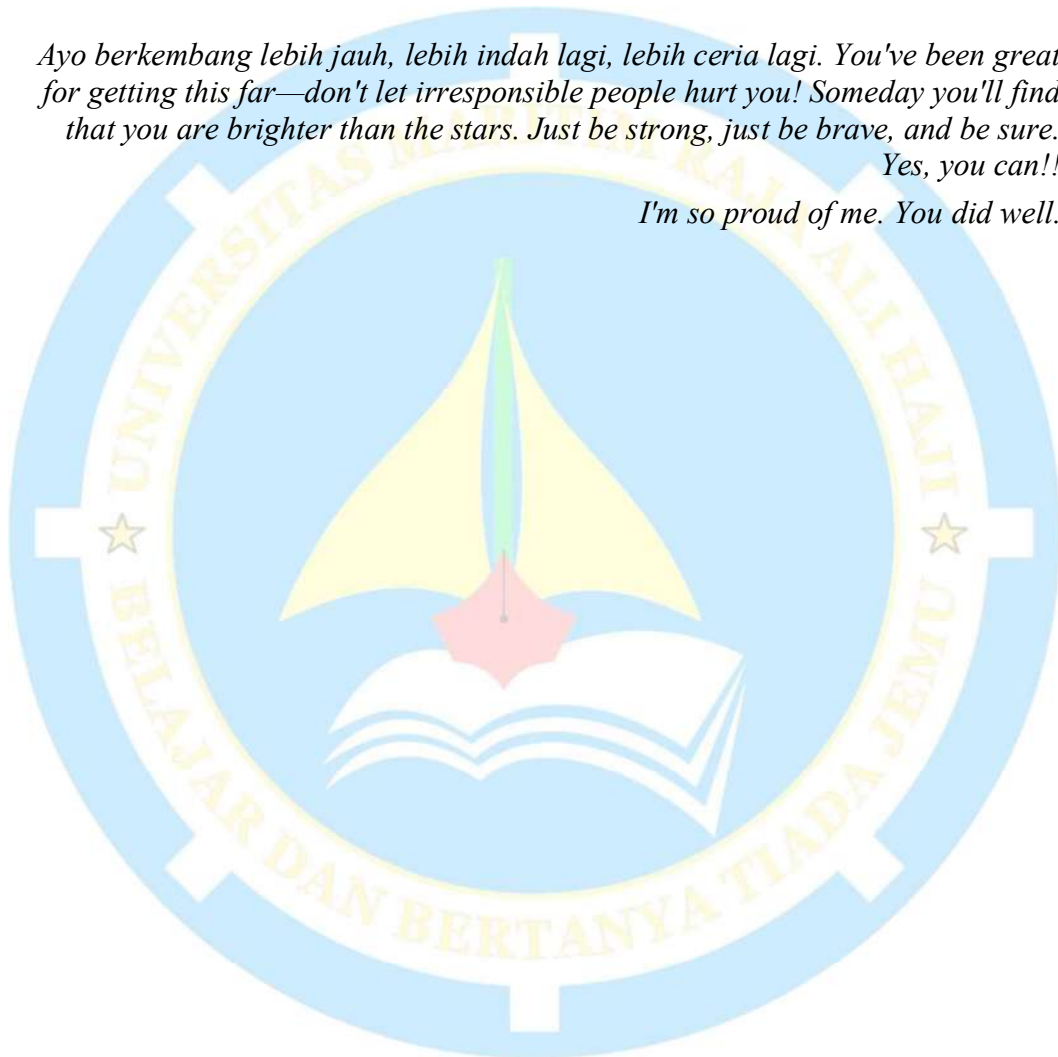 Ayo berkembang lebih jauh, lebih indah lagi, lebih ceria lagi. You've been great
for getting this far—don't let irresponsible people hurt you! Someday you'll find
that you are brighter than the stars. Just be strong, just be brave, and be sure.
Yes, you can!!
I'm so proud of me. You did well.
UNIVERSITAS MARITIM RAJA ALI HAJI
BELAJAR DAN BERTANYA TIADA JEMU